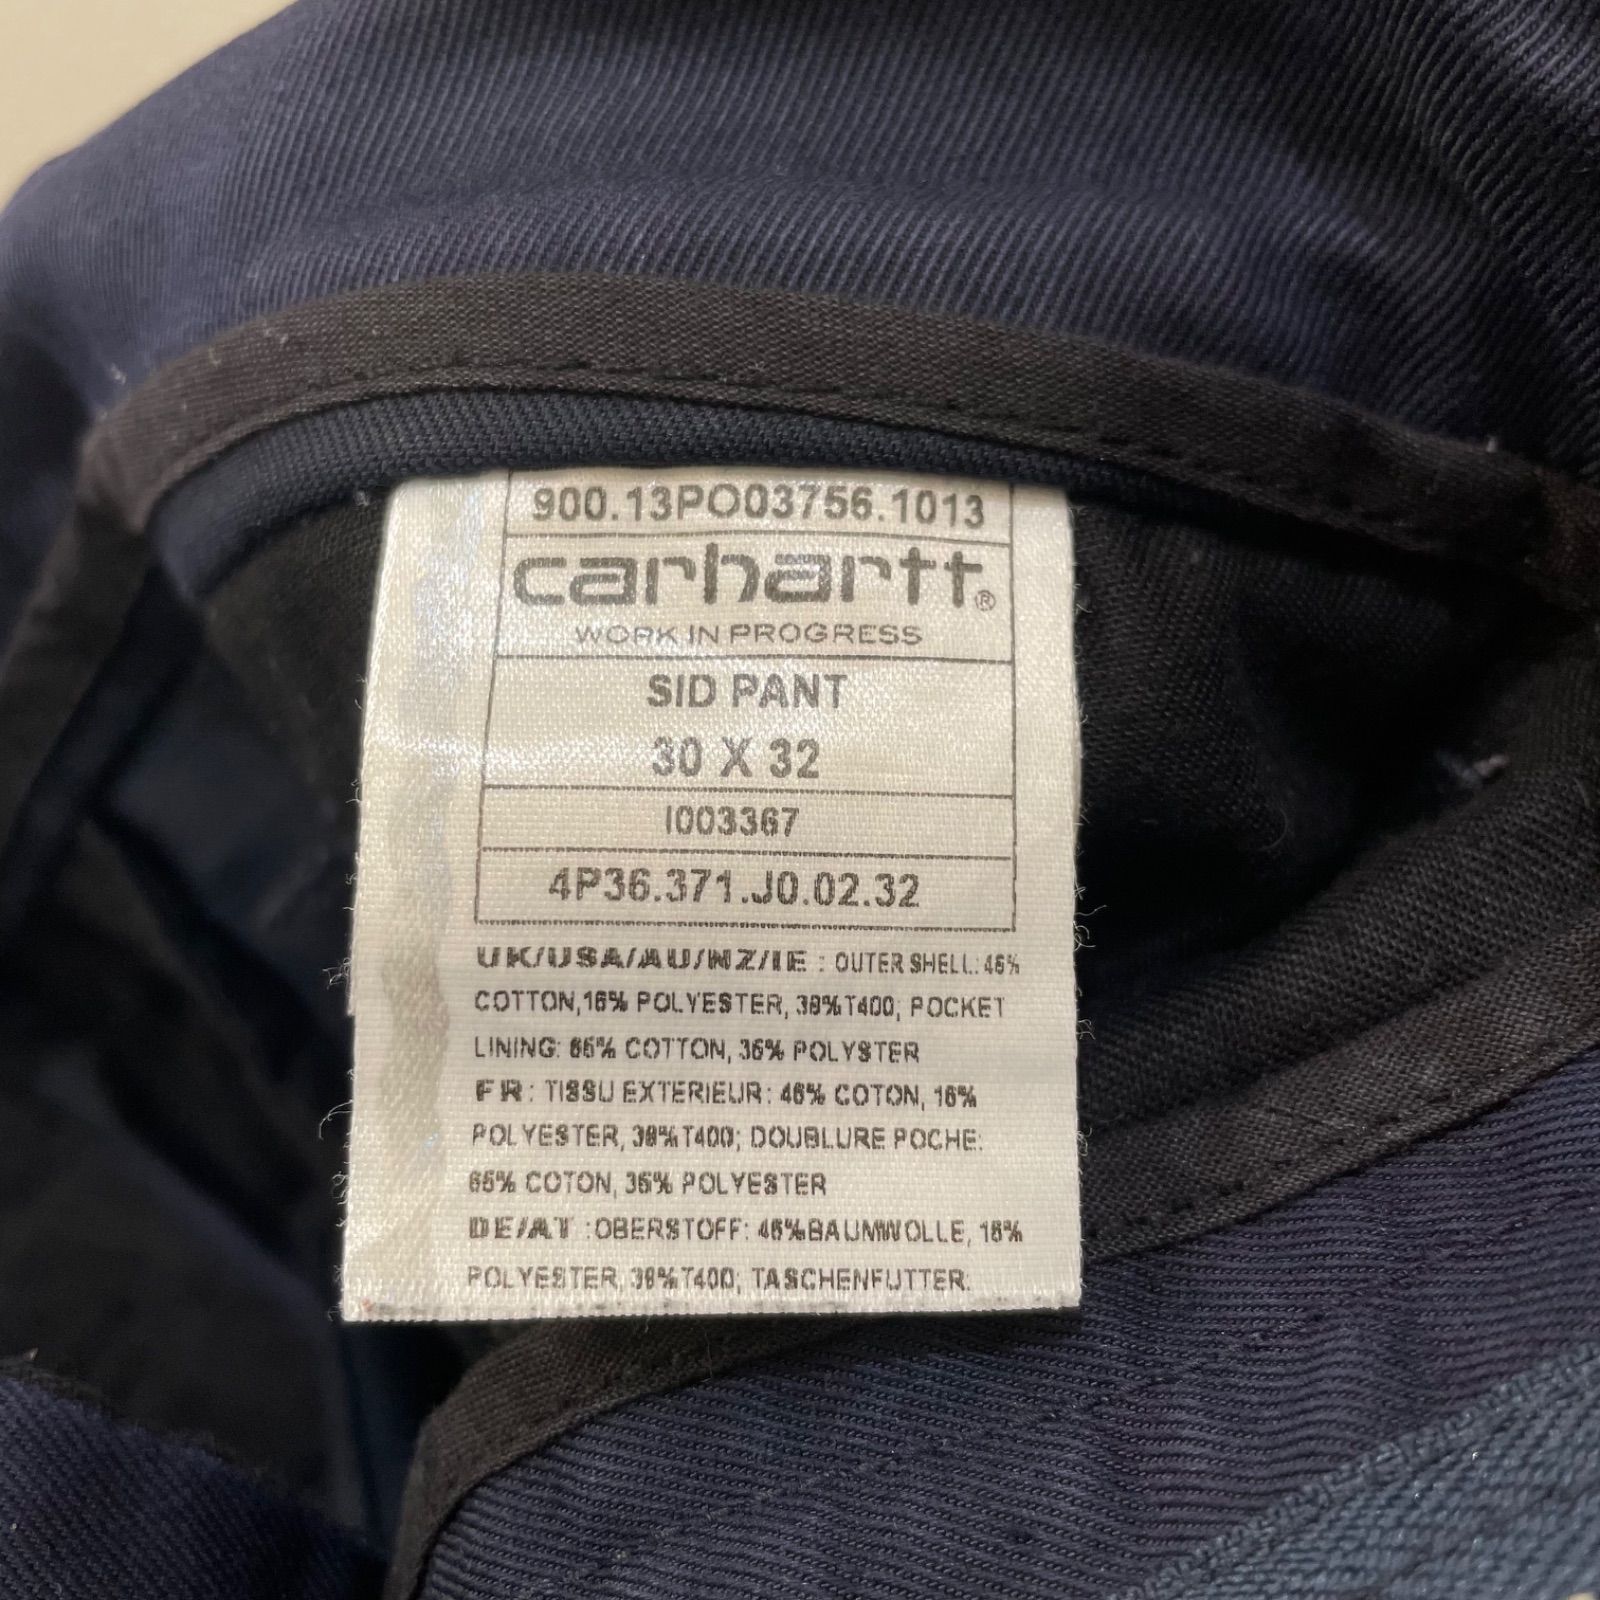 900.13PO03756.1013
carhartt®
WORK IN PROGRESS
SID PANT
30 X 32
I003367
4P36.371.J0.02.32
UK/USA/AU/NZ/IE : OUTER SHELL: 46%
COTTON,16% POLYESTER, 38%T400; POCKET
LINING: 65% COTTON, 35% POLYSTER
FR : TISSU EXTERIEUR: 46% COTON, 16%
POLYESTER, 38%T400; DOUBLURE POCHE:
65% COTON, 35% POLYESTER
DE/AT :OBERSTOFF: 46%BAUMWOLLE, 16%
POLYESTER, 38%T400; TASCHENFUTTER: